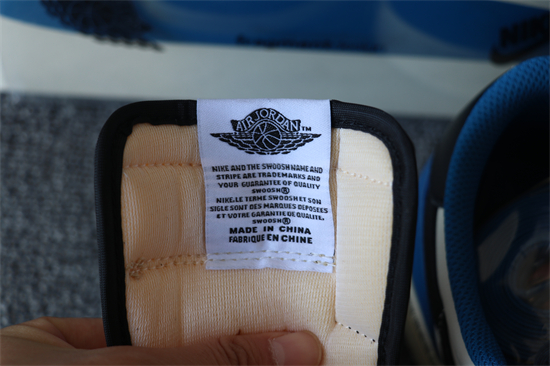 NIKE
AIR JORDAN TM
NIKE AND THE SWOOSH NAME AND
STRIPE ARE TRADEMARKS AND
YOUR GUARANTEE OF QUALITY
SWOOSH®
NIKE.LE TERME SWOOSH ET SON
SIGLE SONT DES MARQUES DEPOSEES
ET VOTRE GARANTIE DE QUALITE.
SWOOSH®
MADE IN CHINA
FABRIQUE EN CHINE